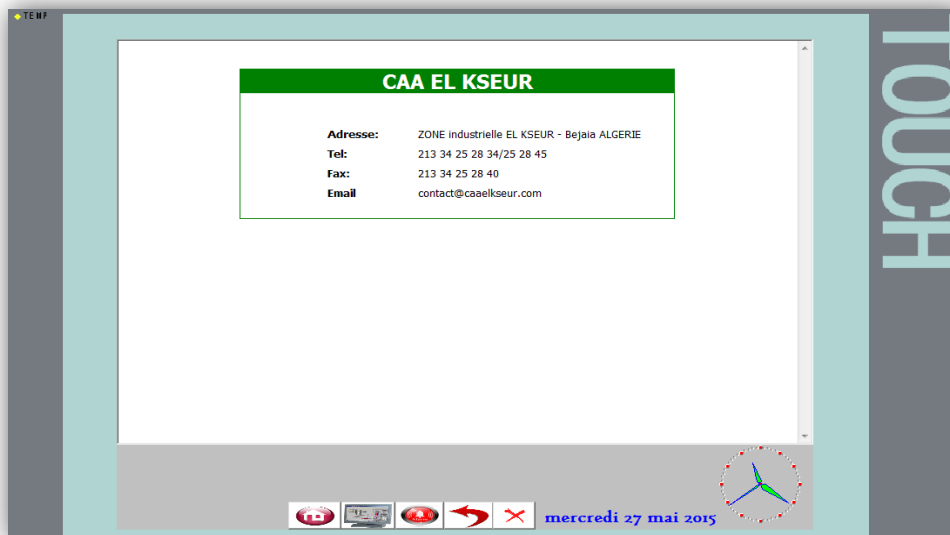 TEMP
CAA EL KSEUR
Adresse: ZONE industrielle EL KSEUR - Bejaia ALGERIE
Tel: 213 34 25 28 34/25 28 45
Fax: 213 34 25 28 40
Email contact@caaelkseur.com
TOUCH
mercredi 27 mai 2015